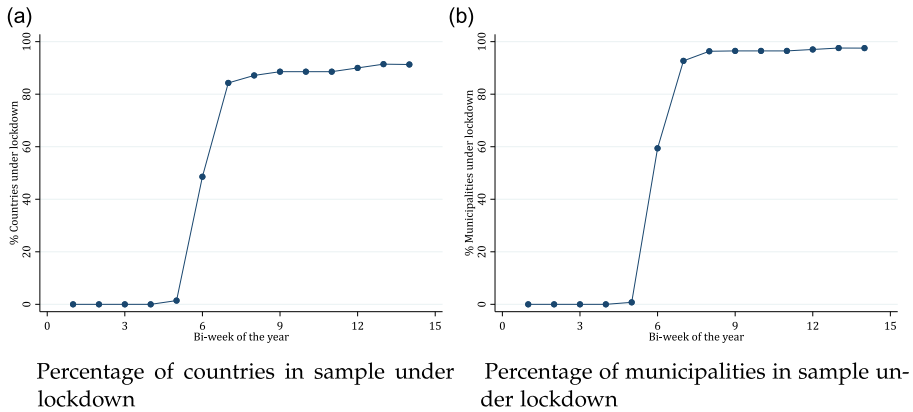 (a)
% Countries under lockdown
100
80
60
40
20
0
0 3 6 9 12 15
Bi-week of the year
Percentage of countries in sample under
lockdown
(b)
% Municipalities under lockdown
100
80
60
40
20
0
0 3 6 9 12 15
Bi-week of the year
Percentage of municipalities in sample un-
der lockdown